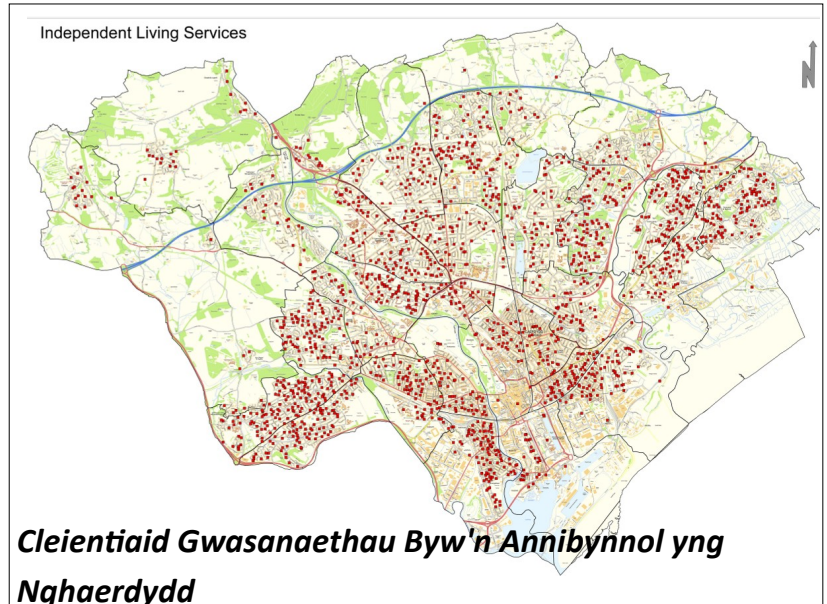 Independent Living Services
N
Cleientiaid Gwasanaethau Byw'n Annibynnol yng
Nghaerdydd